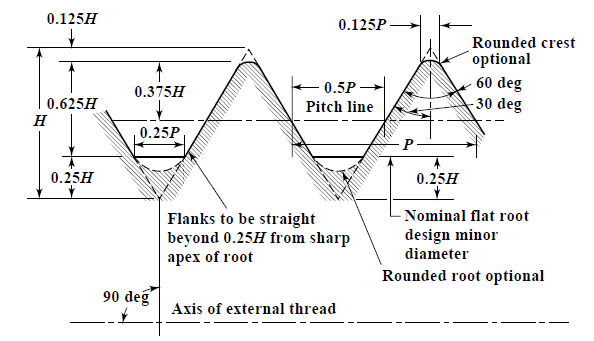 0.125H
0.125P
Rounded crest
optional
0.375H
0.5P
60 deg
Pitch line
30 deg
0.625H
H
0.25P
P
0.25H
0.25H
Flanks to be straight
beyond 0.25H from sharp
apex of root
Nominal flat root
design minor
diameter
Rounded root optional
90 deg
Axis of external thread